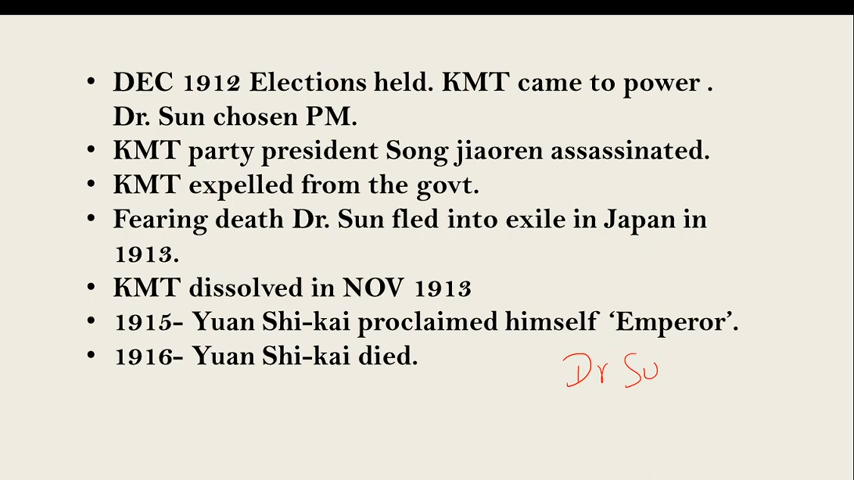 • DEC 1912 Elections held. KMT came to power .
Dr. Sun chosen PM.
• KMT party president Song jiaoren assassinated.
• KMT expelled from the govt.
• Fearing death Dr. Sun fled into exile in Japan in
1913.
• KMT dissolved in NOV 1913
• 1915- Yuan Shi-kai proclaimed himself ‘Emperor’.
• 1916- Yuan Shi-kai died.
Dr Su